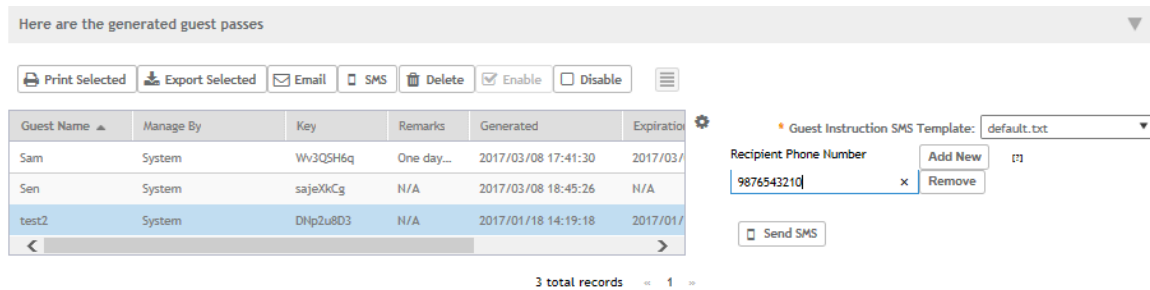 Here are the generated guest passes
Print Selected Export Selected Email SMS Delete Enable Disable
Guest Name Manage By Key Remarks Generated Expiration
Sam System Wv3QSH6q One day... 2017/03/08 17:41:30 2017/03/
Sen System sajeXkCg N/A 2017/03/08 18:45:26 N/A
test2 System DNp2u8D3 N/A 2017/01/18 14:19:18 2017/01/
3 total records « 1 »
* Guest Instruction SMS Template: default.txt
Recipient Phone Number Add New [?]
9876543210 × Remove
Send SMS